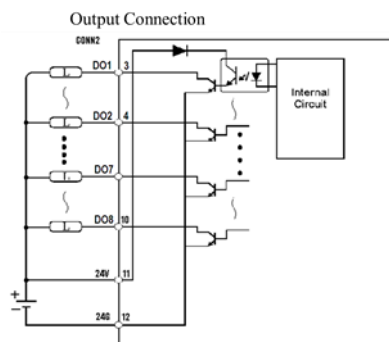 Output Connection
CONN2
DO1 3
Internal
Circuit
DO2 4
DO7
DO8 10
24V 11
24G 12